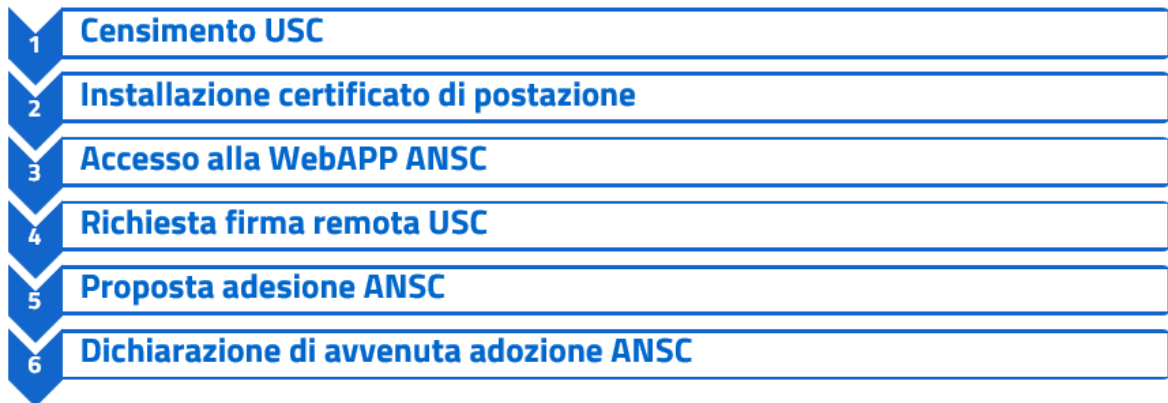 1 Censimento USC
2 Installazione certificato di postazione
3 Accesso alla WebAPP ANSC
4 Richiesta firma remota USC
5 Proposta adesione ANSC
6 Dichiarazione di avvenuta adozione ANSC